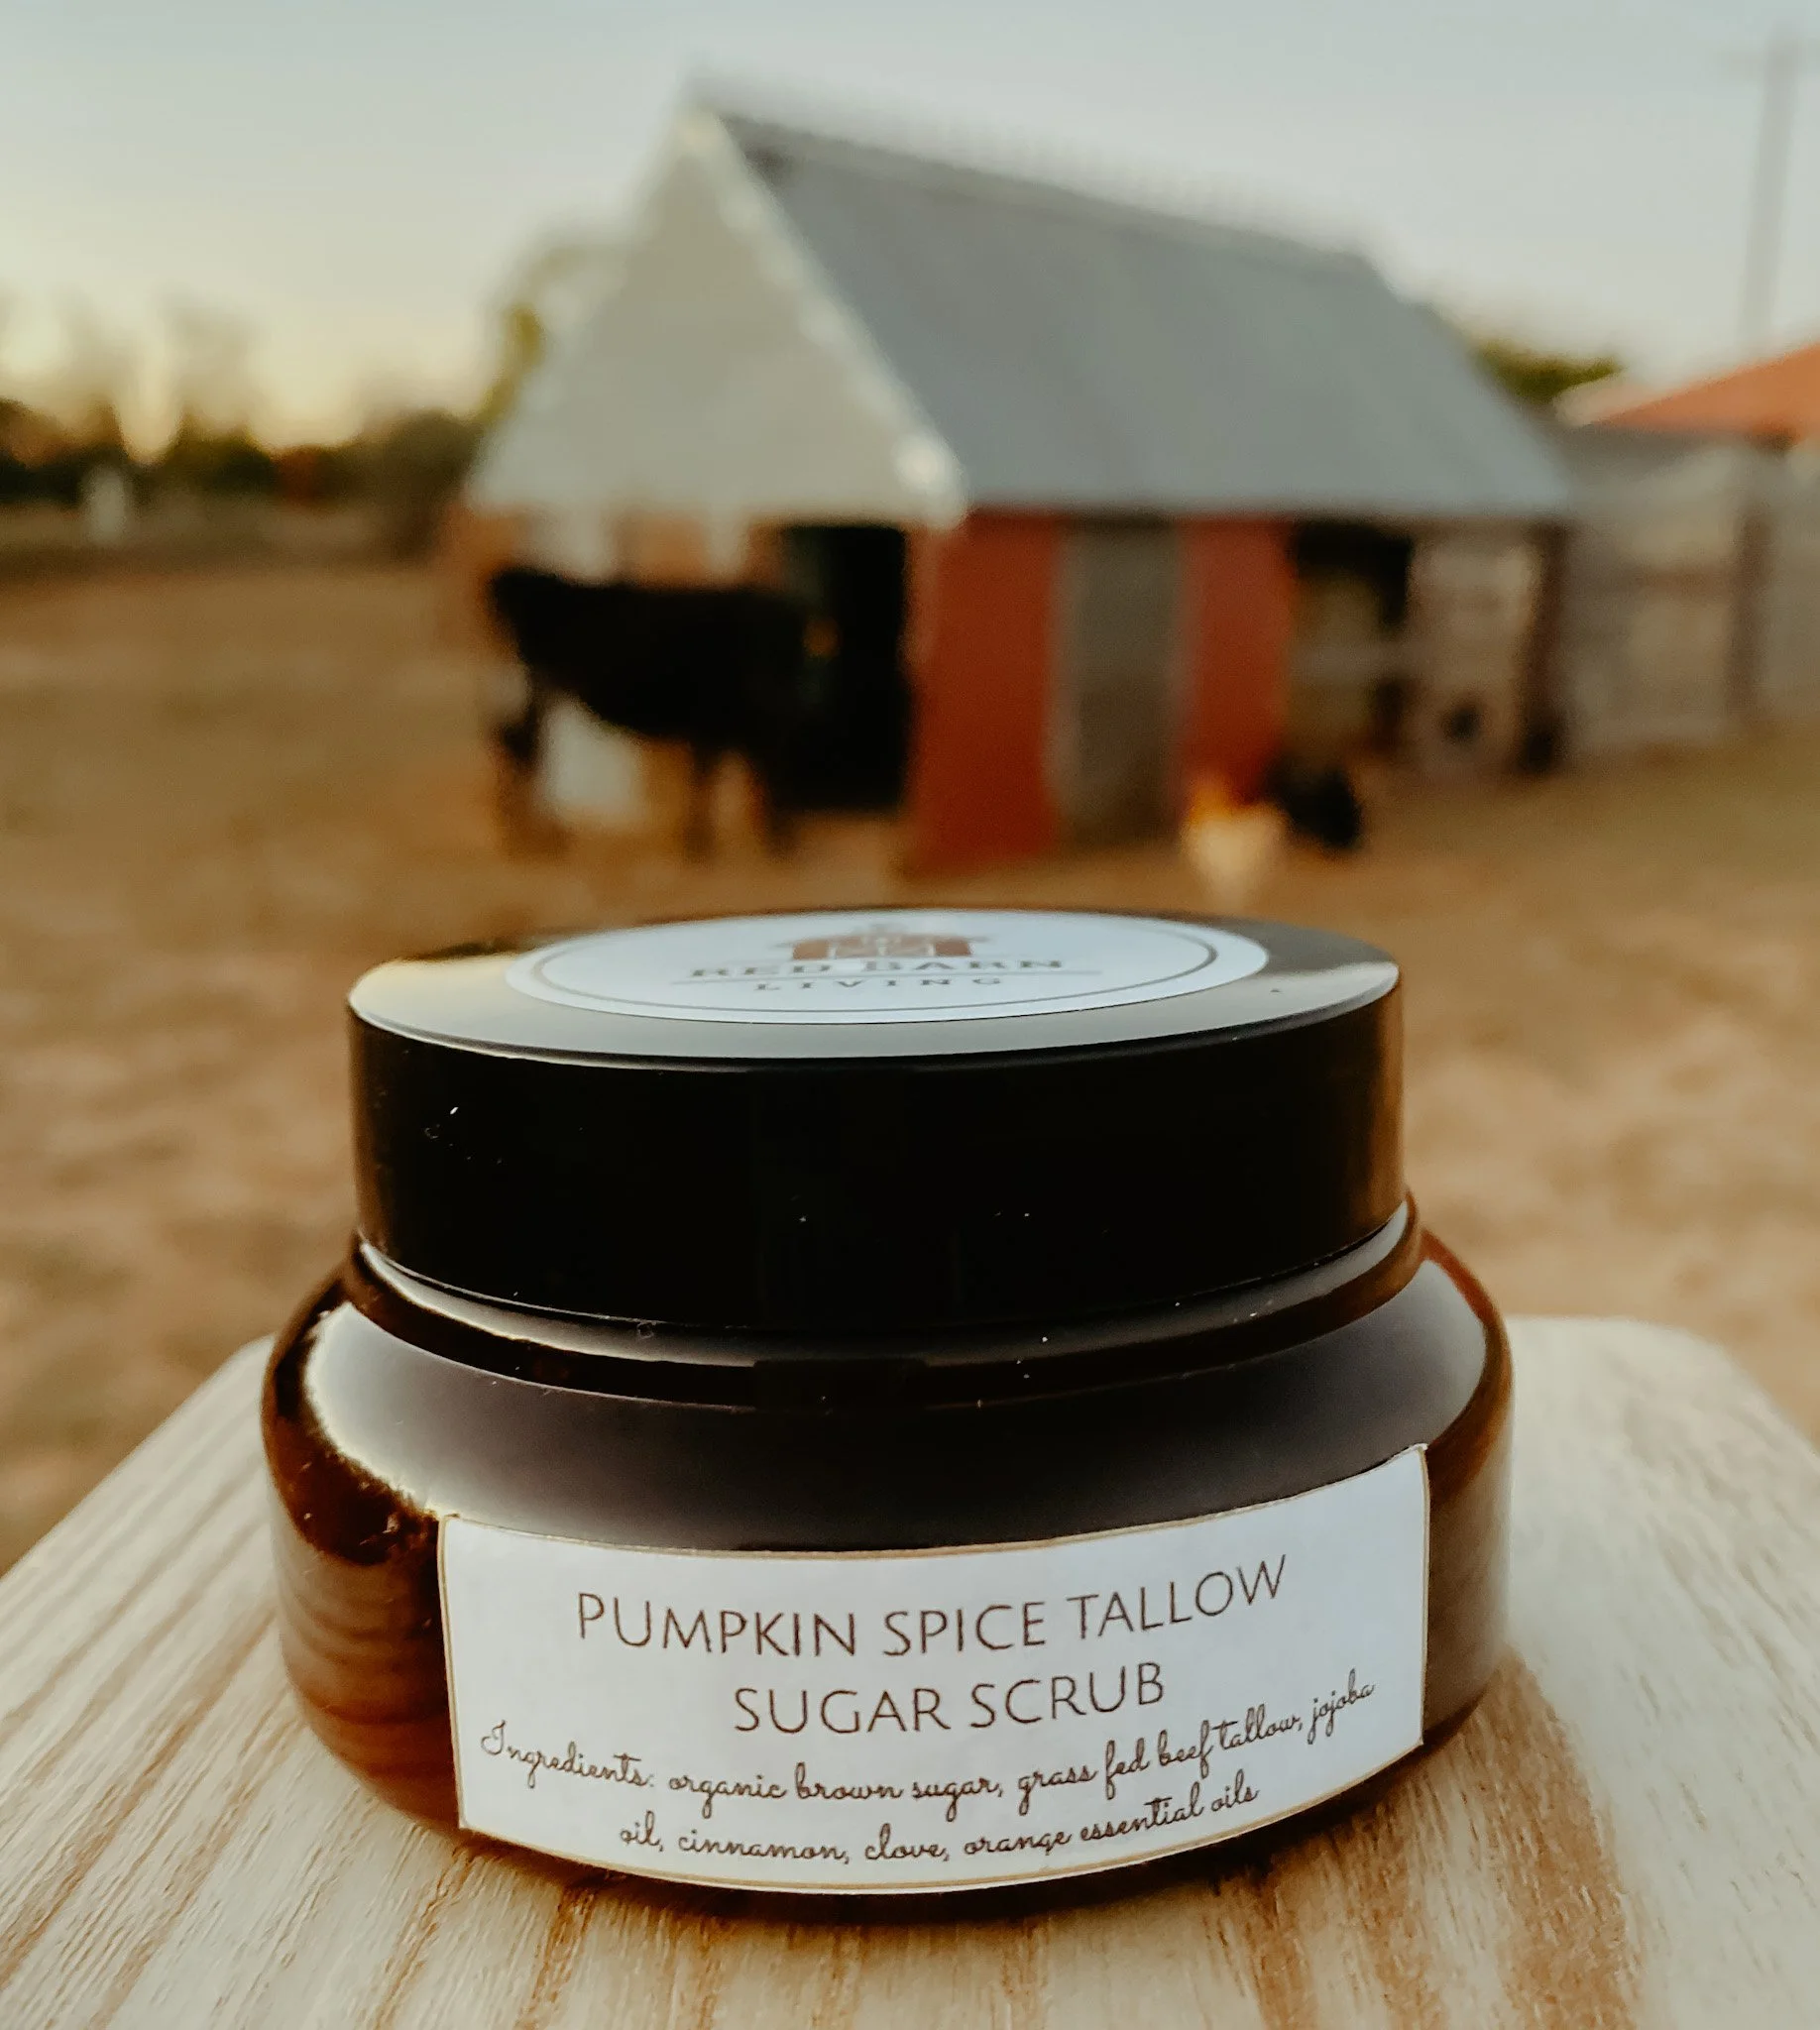 RED BARN
LIVING
PUMPKIN SPICE TALLOW
SUGAR SCRUB
Ingredients: organic brown sugar, grass fed beef tallow, jojoba
oil, cinnamon, clove, orange essential oils